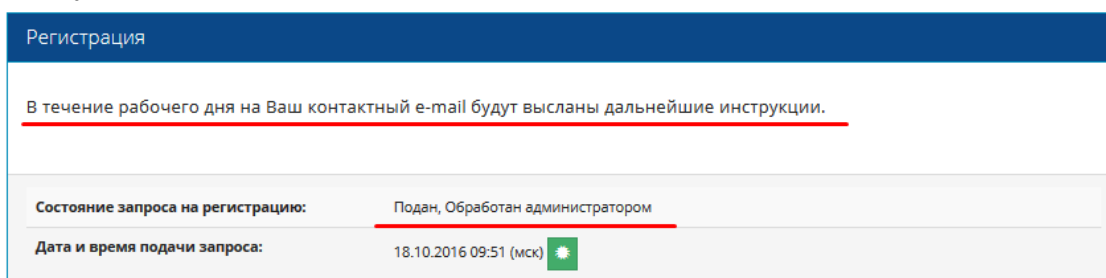 Регистрация
В течение рабочего дня на Ваш контактный e-mail будут высланы дальнейшие инструкции.
Состояние запроса на регистрацию: Подан, Обработан администратором
Дата и время подачи запроса: 18.10.2016 09:51 (мск)